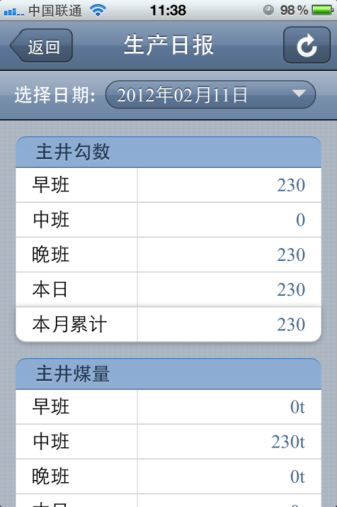 中国联通 11:38 98%
返回 生产日报
选择日期: 2012年02月11日
主井勾数
早班 230
中班 0
晚班 230
本日 230
本月累计 230
主井煤量
早班 0t
中班 230t
晚班 0t
本日 0t